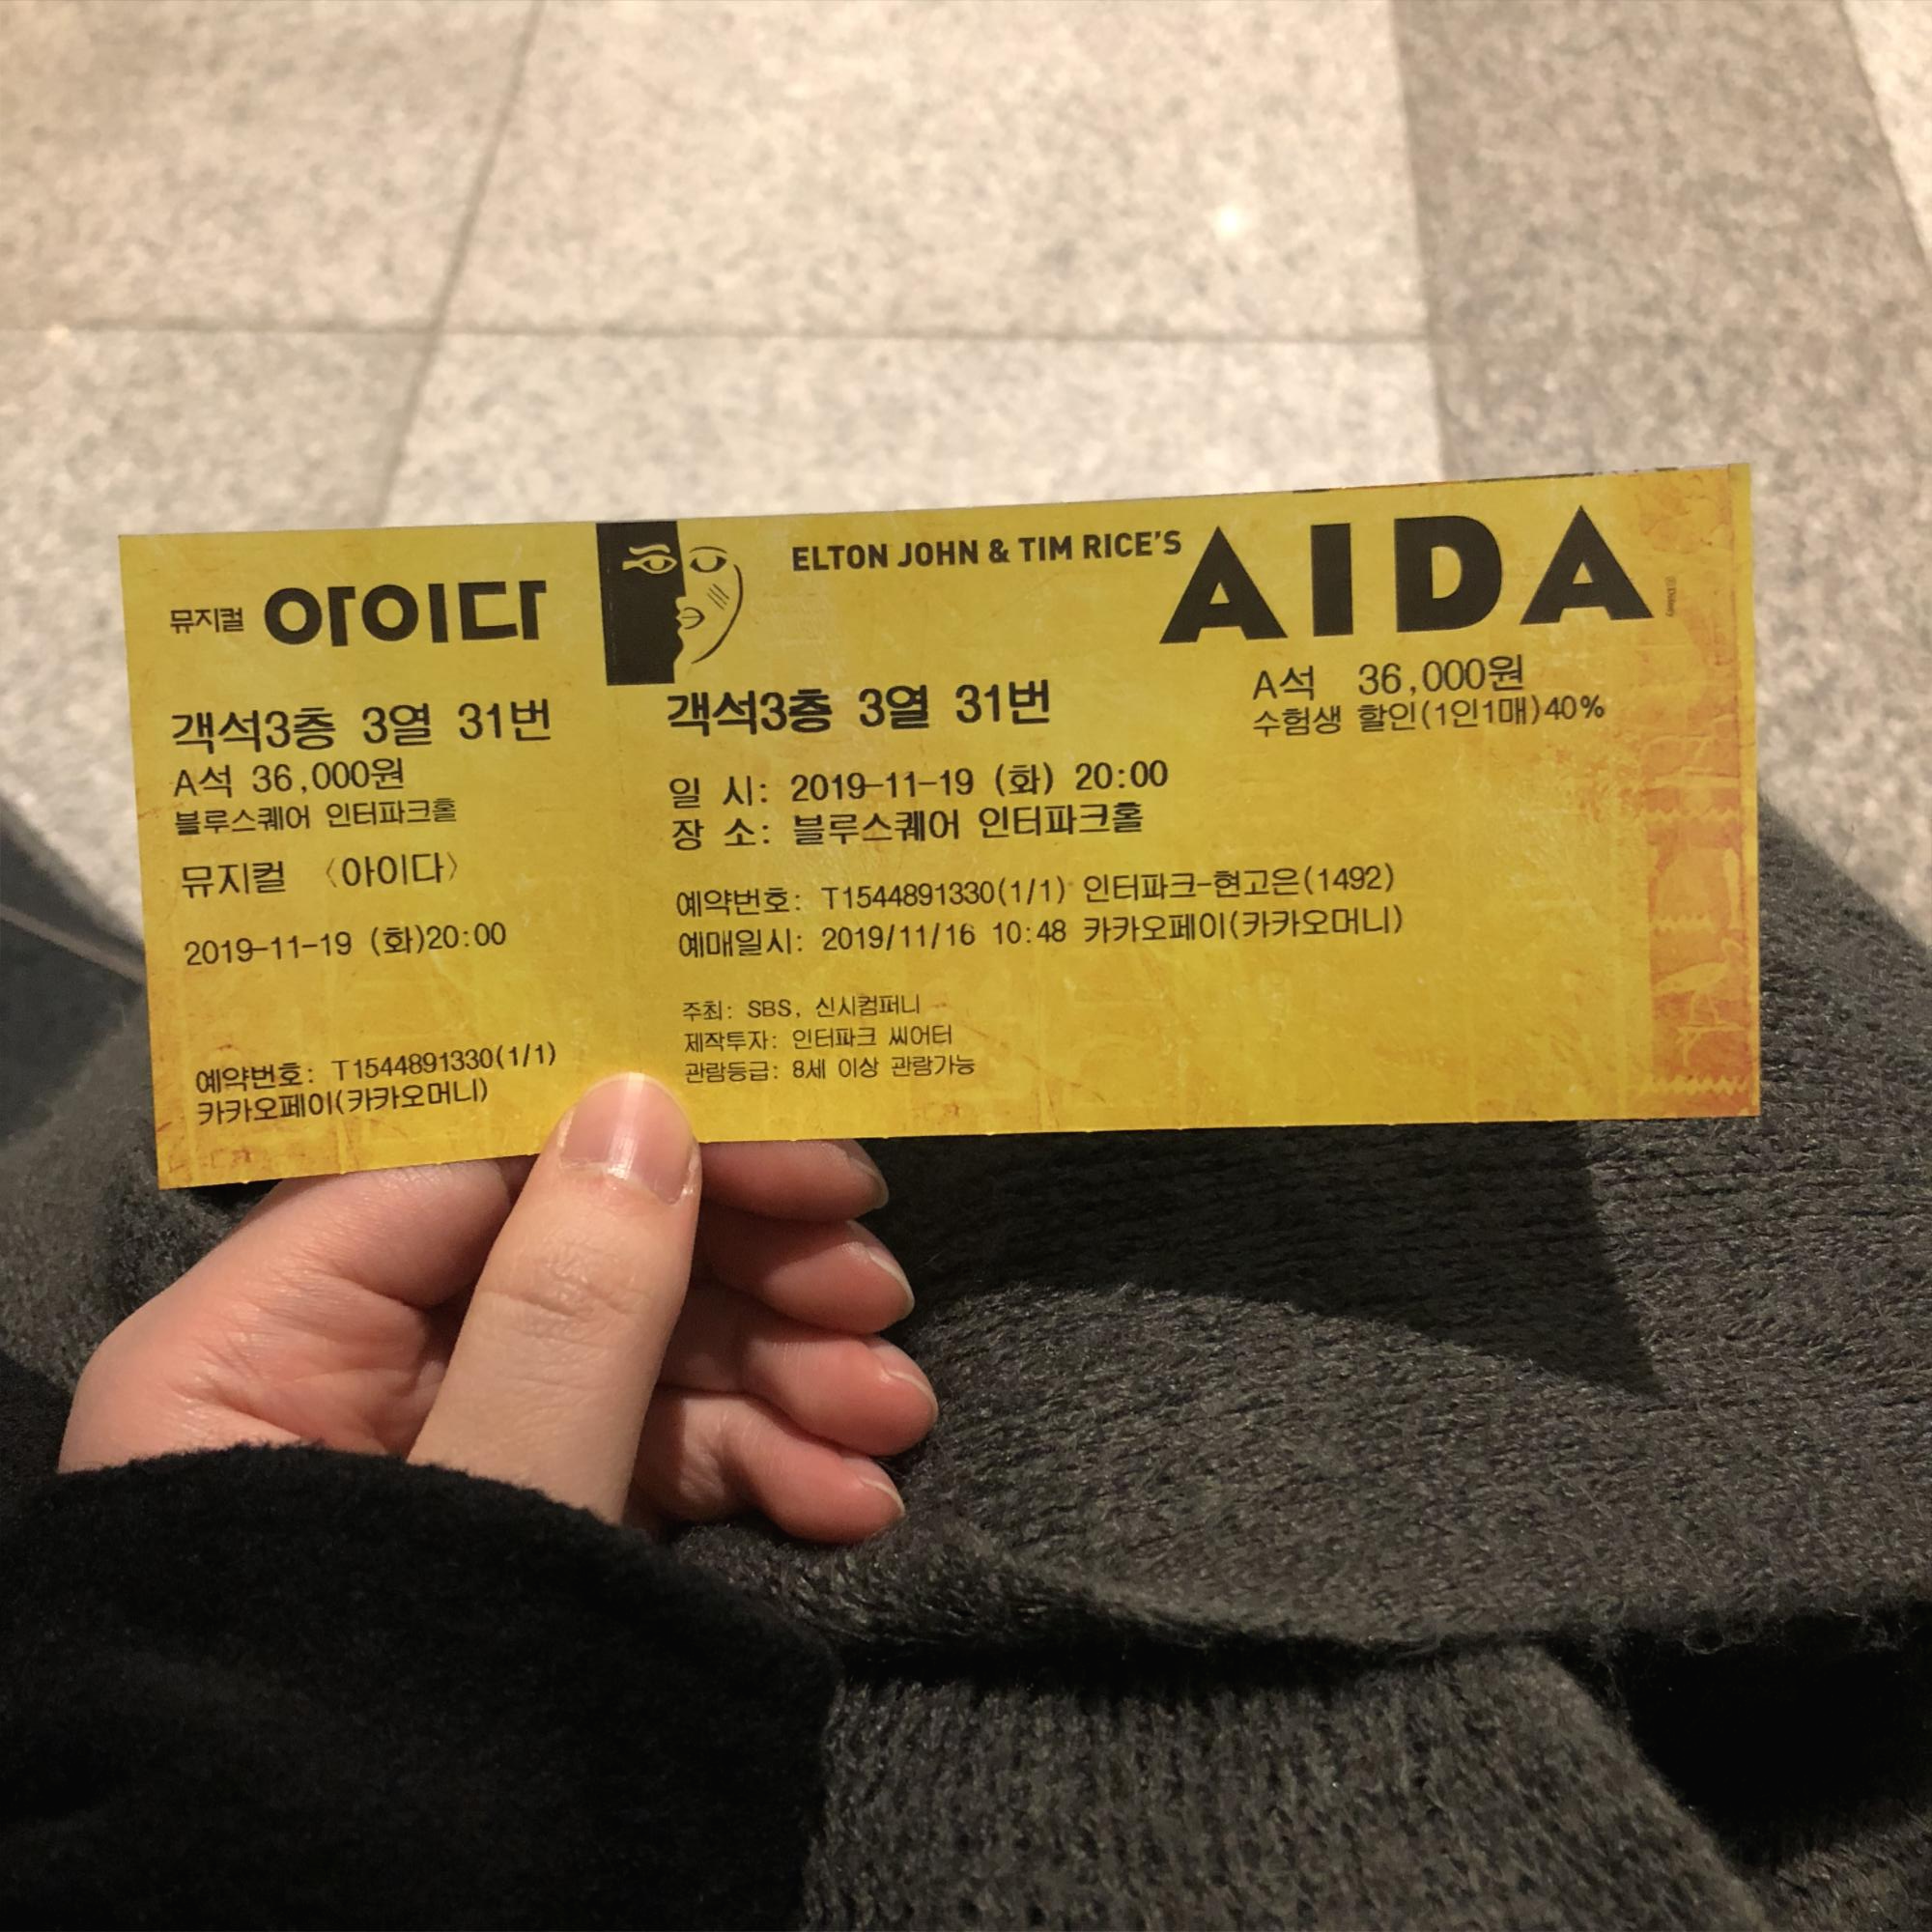 뮤지컬 아이다
객석3층 3열 31번
A석 36,000원
블루스퀘어 인터파크홀
뮤지컬 〈아이다〉
2019-11-19 (화)20:00
예약번호: T1544891330(1/1)
카카오페이(카카오머니)
ELTON JOHN & TIM RICE'S AIDA
©Disney
객석3층 3열 31번
A석 36,000원
수험생 할인(1인1매)40%
일 시: 2019-11-19 (화) 20:00
장 소: 블루스퀘어 인터파크홀
예약번호: T1544891330(1/1) 인터파크-현고은(1492)
예매일시: 2019/11/16 10:48 카카오페이(카카오머니)
주최: SBS, 신시컴퍼니
제작투자: 인터파크 씨어터
관람등급: 8세 이상 관람가능